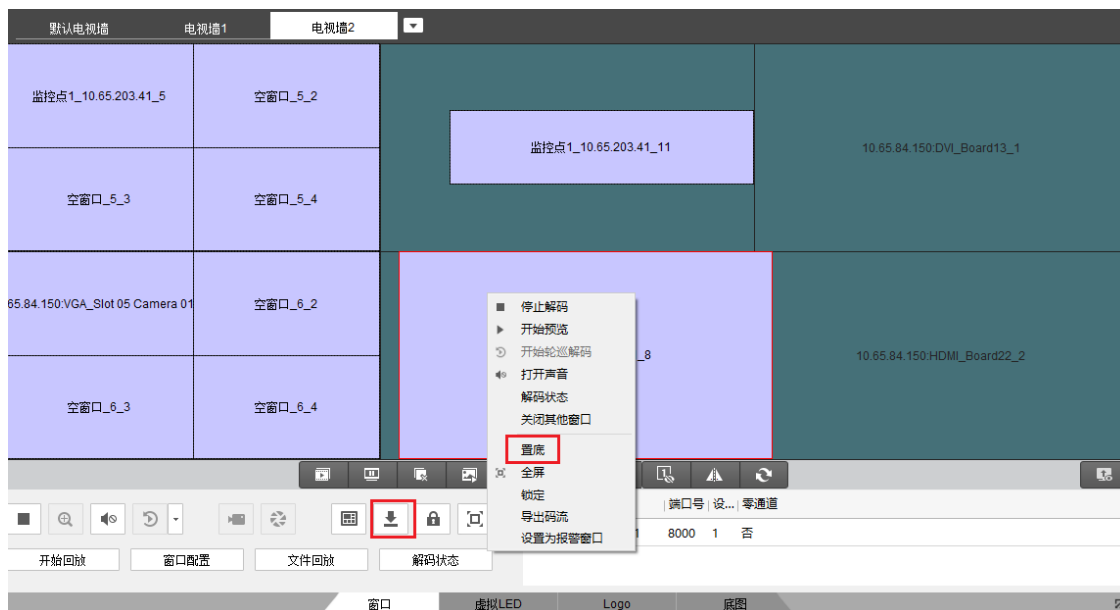 默认电视墙 电视墙1 电视墙2
监控点1_10.65.203.41_5 空窗口_5_2
监控点1_10.65.203.41_11 10.65.84.150:DVI_Board13_1
空窗口_5_3 空窗口_5_4
65.84.150:VGA_Slot 05 Camera 01 空窗口_6_2
_8 10.65.84.150:HDMI_Board22_2
空窗口_6_3 空窗口_6_4
停止解码
开始预览
开始轮巡解码
打开声音
解码状态
关闭其他窗口
置底
全屏
锁定
导出码流
设置为报警窗口
端口号 设... 零通道
1 8000 1 否
开始回放 窗口配置 文件回放 解码状态
窗口 虚拟LED Logo 底图